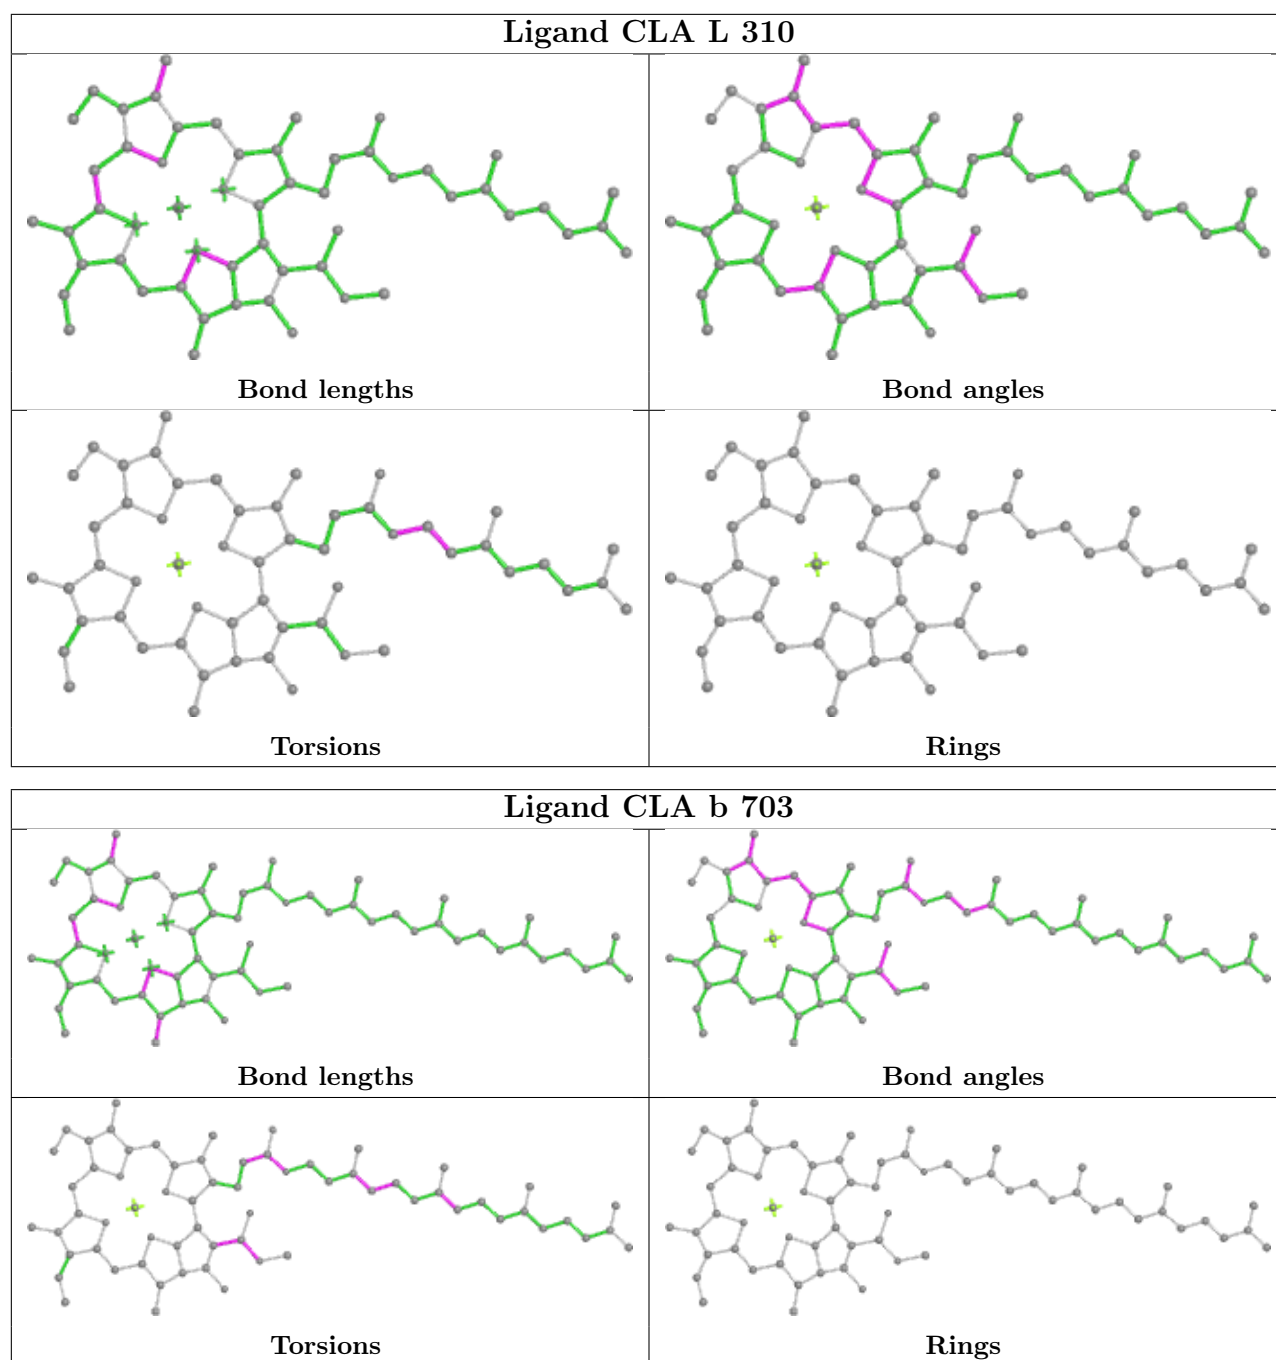 Ligand CLA L 310
Bond lengths
Bond angles
Torsions
Rings
Ligand CLA b 703
Bond lengths
Bond angles
Torsions
Rings